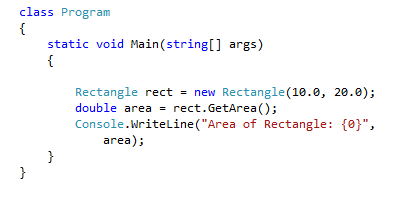 class Program
{
    static void Main(string[] args)
    {
        Rectangle rect = new Rectangle(10.0, 20.0);
        double area = rect.GetArea();
        Console.WriteLine("Area of Rectangle: {0}",
            area);
    }
}